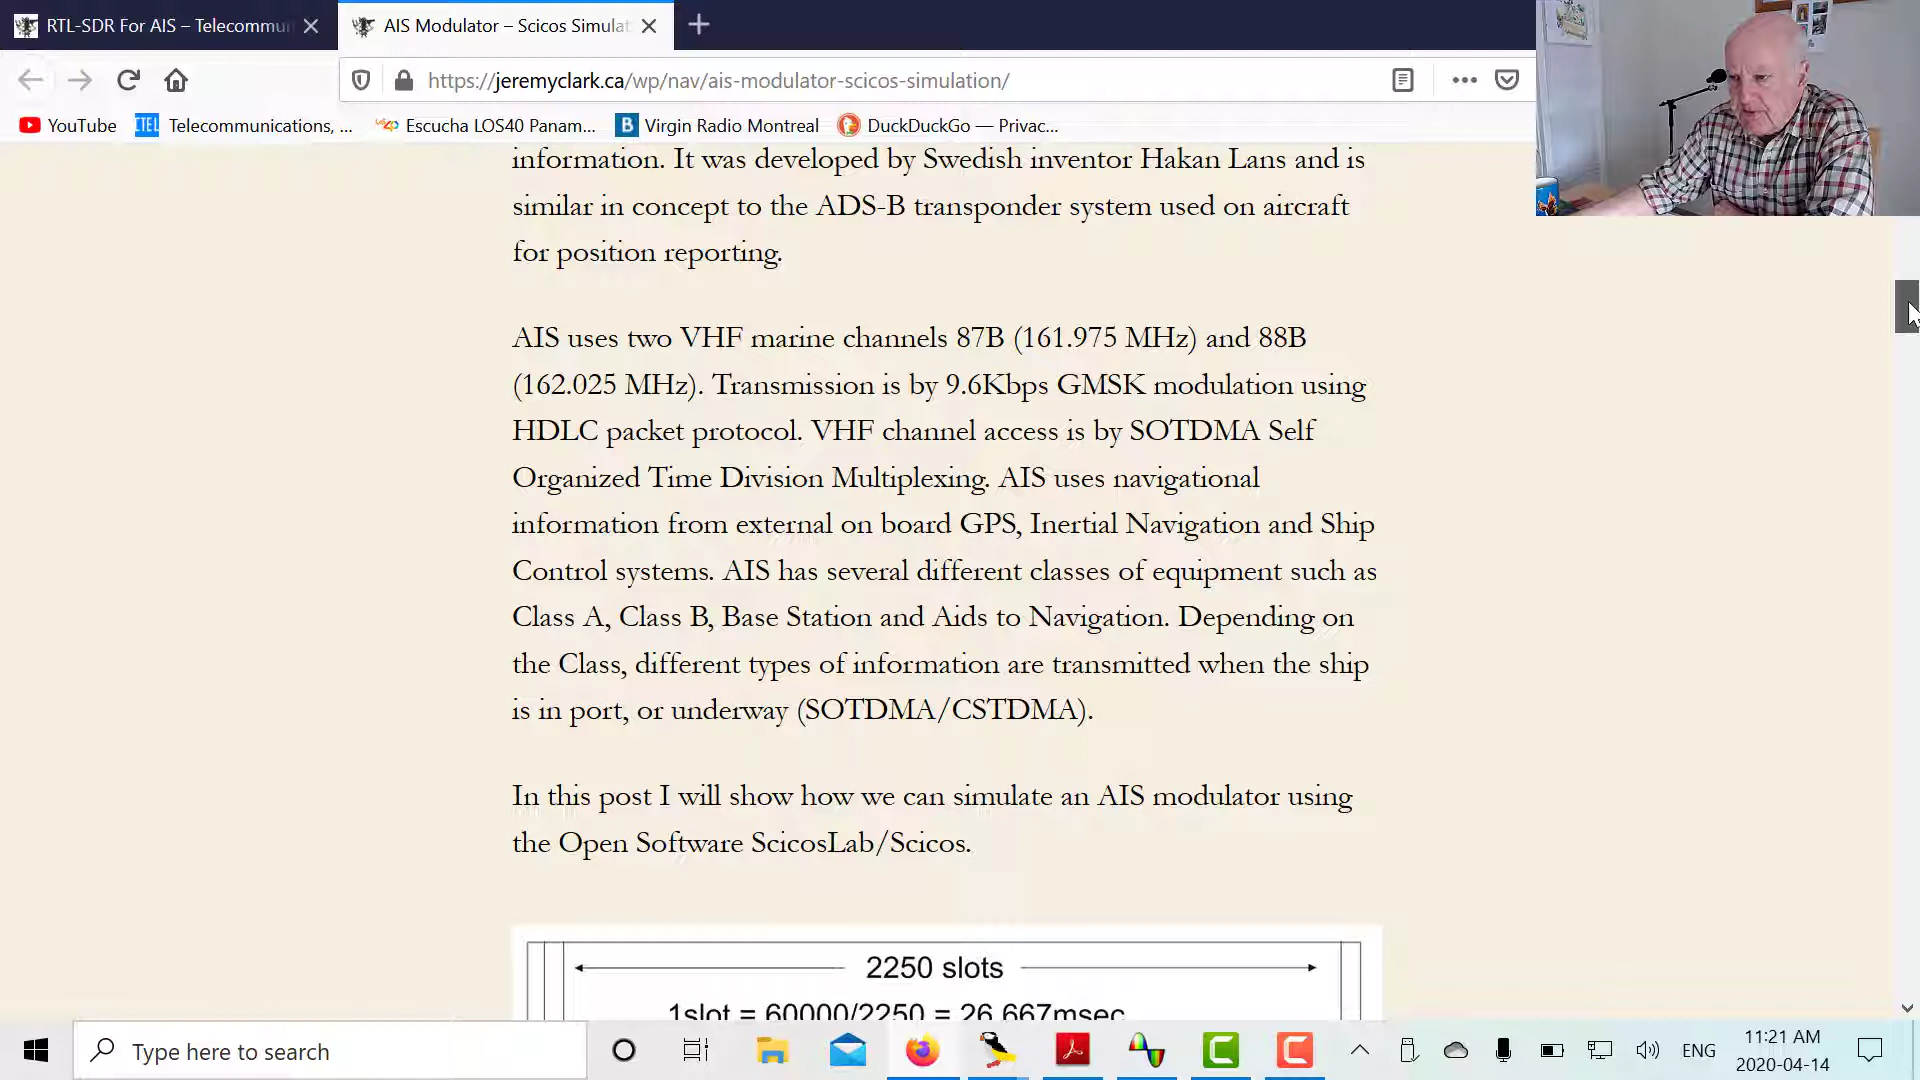 RTL-SDR For AIS – Telecommu
AIS Modulator – Scicos Simula
https://jeremyclark.ca/wp/nav/ais-modulator-scicos-simulation/
YouTube
CTEL Telecommunications, ...
Escucha LOS40 Panam...
B Virgin Radio Montreal
DuckDuckGo — Privac...
information. It was developed by Swedish inventor Hakan Lans and is
similar in concept to the ADS-B transponder system used on aircraft
for position reporting.
AIS uses two VHF marine channels 87B (161.975 MHz) and 88B
(162.025 MHz). Transmission is by 9.6Kbps GMSK modulation using
HDLC packet protocol. VHF channel access is by SOTDMA Self
Organized Time Division Multiplexing. AIS uses navigational
information from external on board GPS, Inertial Navigation and Ship
Control systems. AIS has several different classes of equipment such as
Class A, Class B, Base Station and Aids to Navigation. Depending on
the Class, different types of information are transmitted when the ship
is in port, or underway (SOTDMA/CSTDMA).
In this post I will show how we can simulate an AIS modulator using
the Open Software ScicosLab/Scicos.
2250 slots
1slot = 60000/2250 = 26.667msec
Type here to search
ENG
11:21 AM
2020-04-14